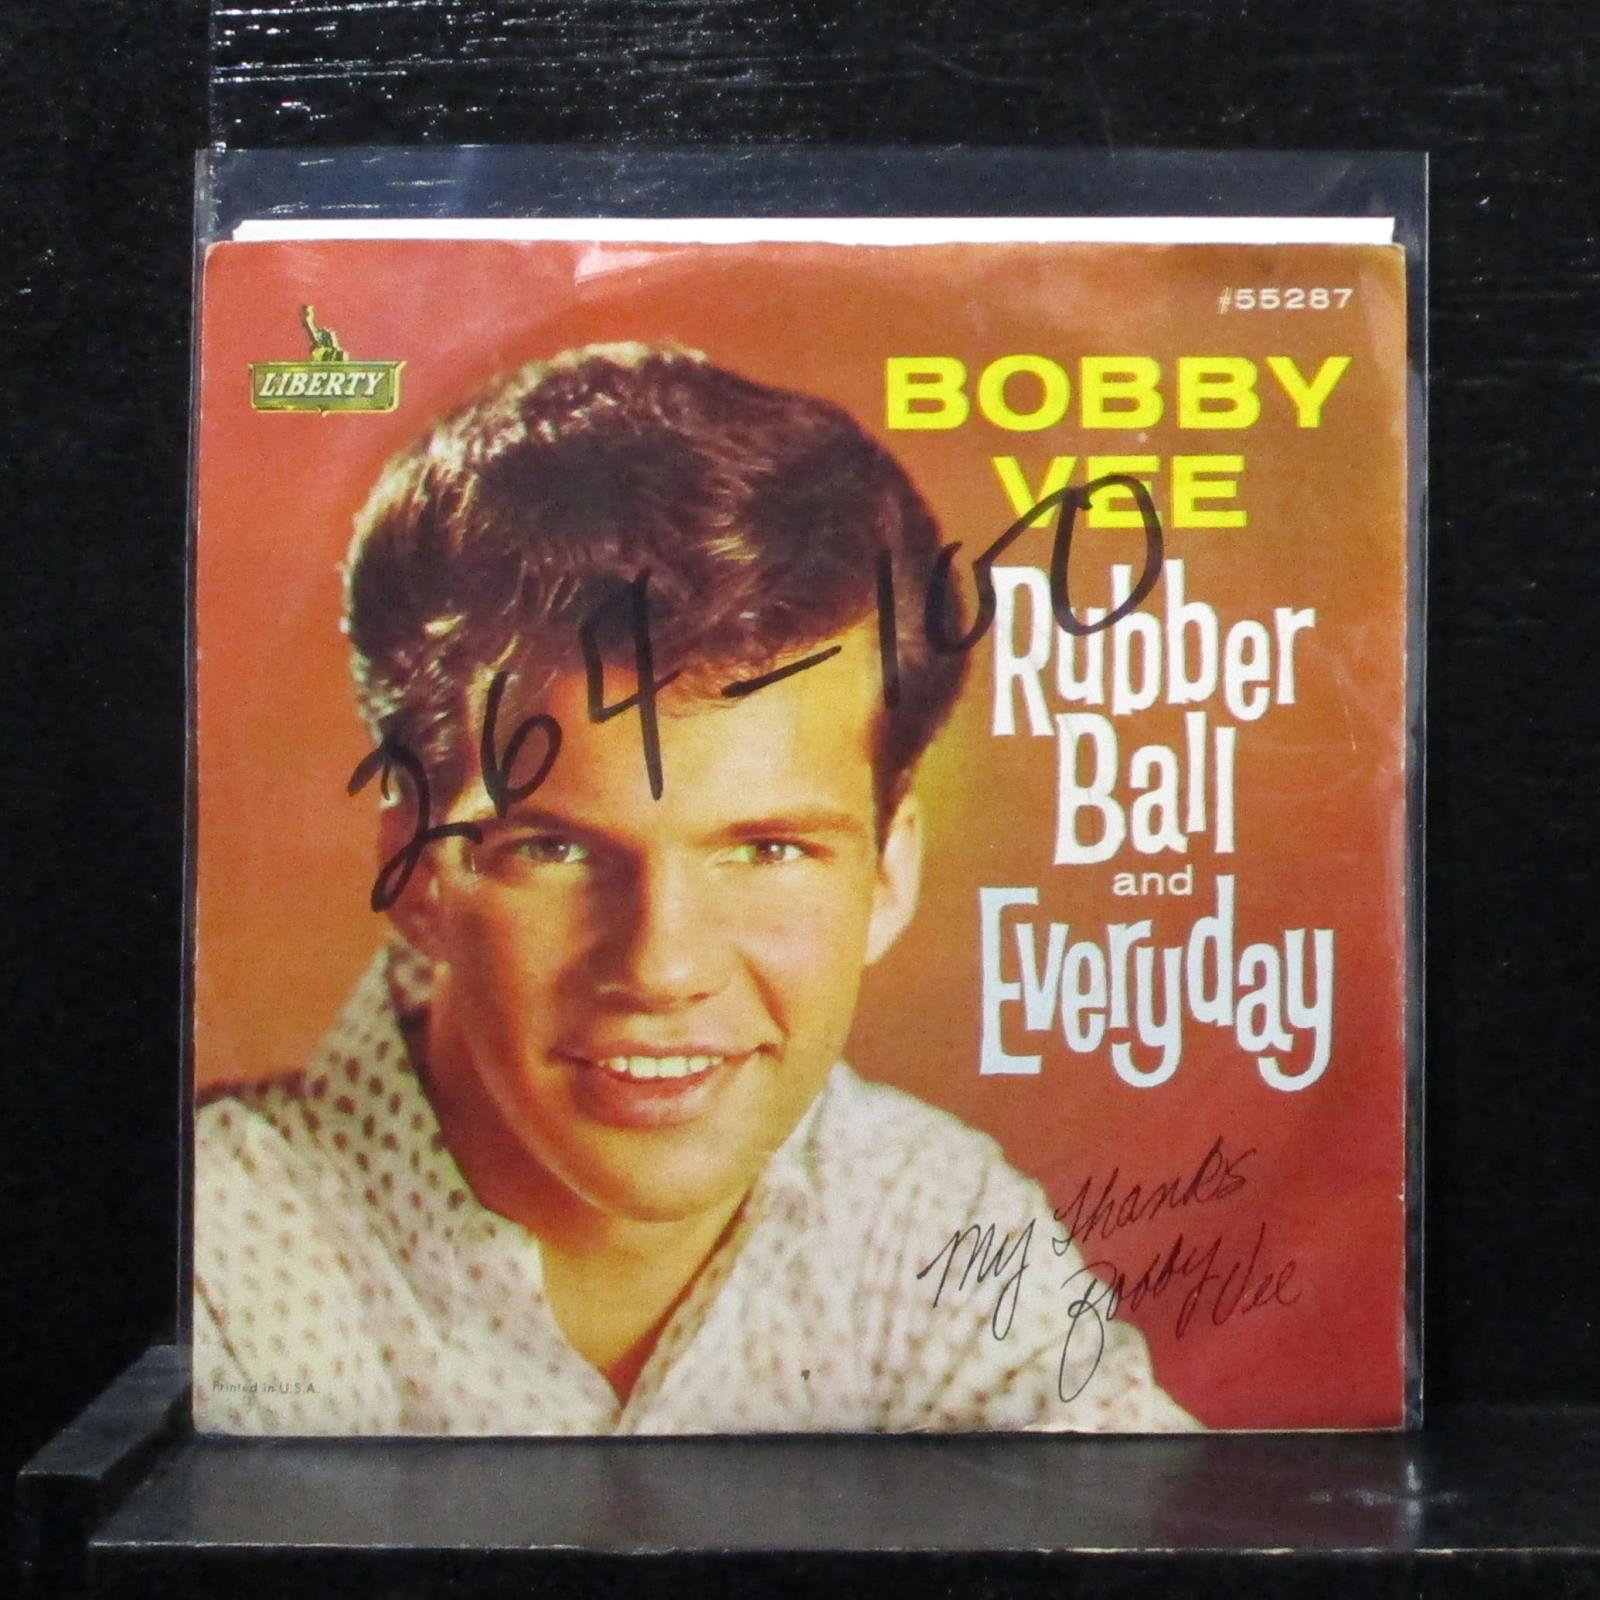 #55287
LIBERTY
BOBBY
VEE
264-100
Rubber
Ball
and
Everyday
My Thanks
Bobby Vee
Printed in U.S.A.